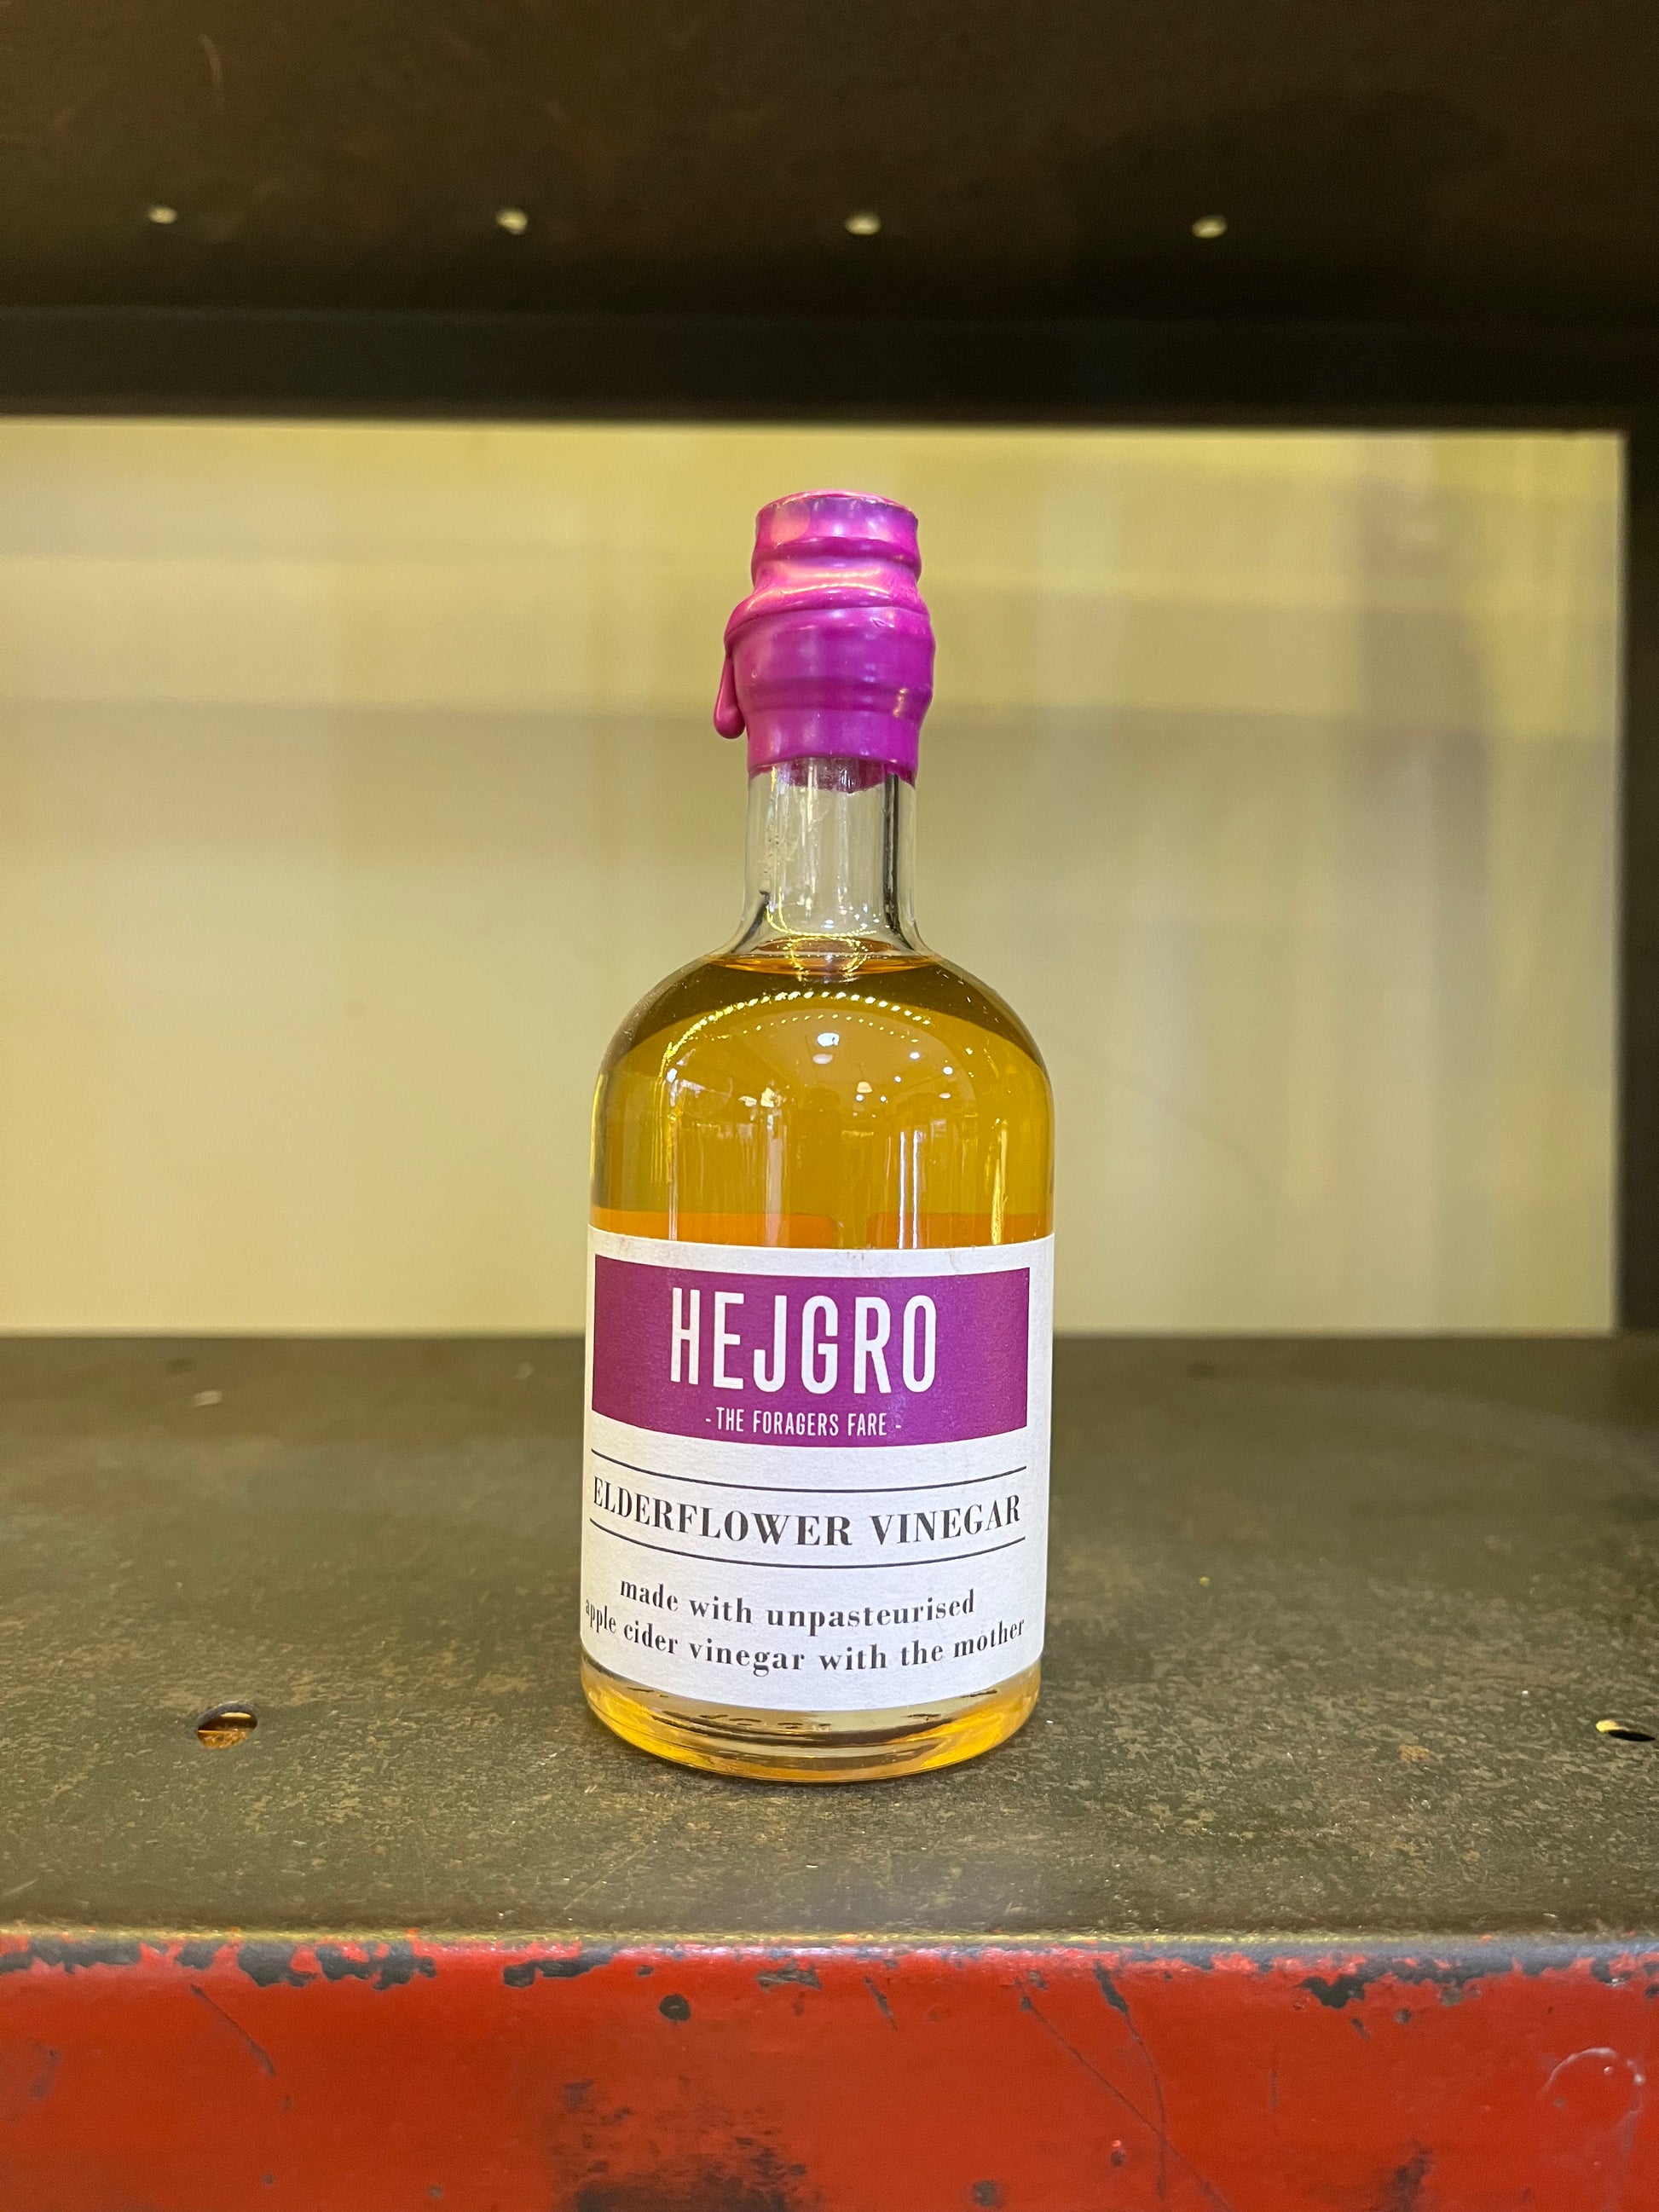 HEJGRO
- THE FORAGERS FARE -
ELDERFLOWER VINEGAR
made with unpasteurised
apple cider vinegar with the mother